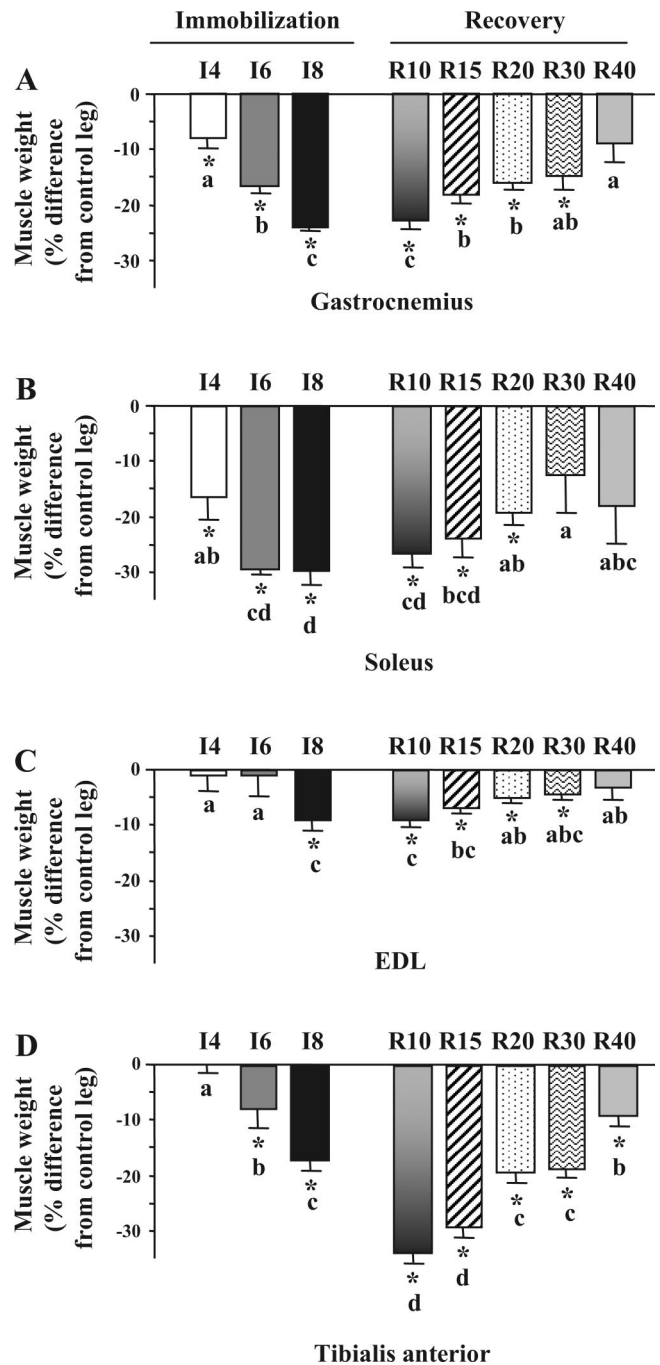 Immobilization Recovery
A I4 I6 I8 R10 R15 R20 R30 R40
Muscle weight
(% difference
from control leg)
0
-10
-20
-30
* * * * * * *
a b c c b b ab a
Gastrocnemius
B I4 I6 I8 R10 R15 R20 R30 R40
Muscle weight
(% difference
from control leg)
0
-10
-20
-30
* * * * * *
ab cd d cd bcd ab a abc
Soleus
C I4 I6 I8 R10 R15 R20 R30 R40
Muscle weight
(% difference
from control leg)
0
-10
-20
-30
* * * * *
a a c c bc ab abc ab
EDL
D I4 I6 I8 R10 R15 R20 R30 R40
Muscle weight
(% difference
from control leg)
0
-10
-20
-30
* * * * * * *
a b c d d c c b
Tibialis anterior